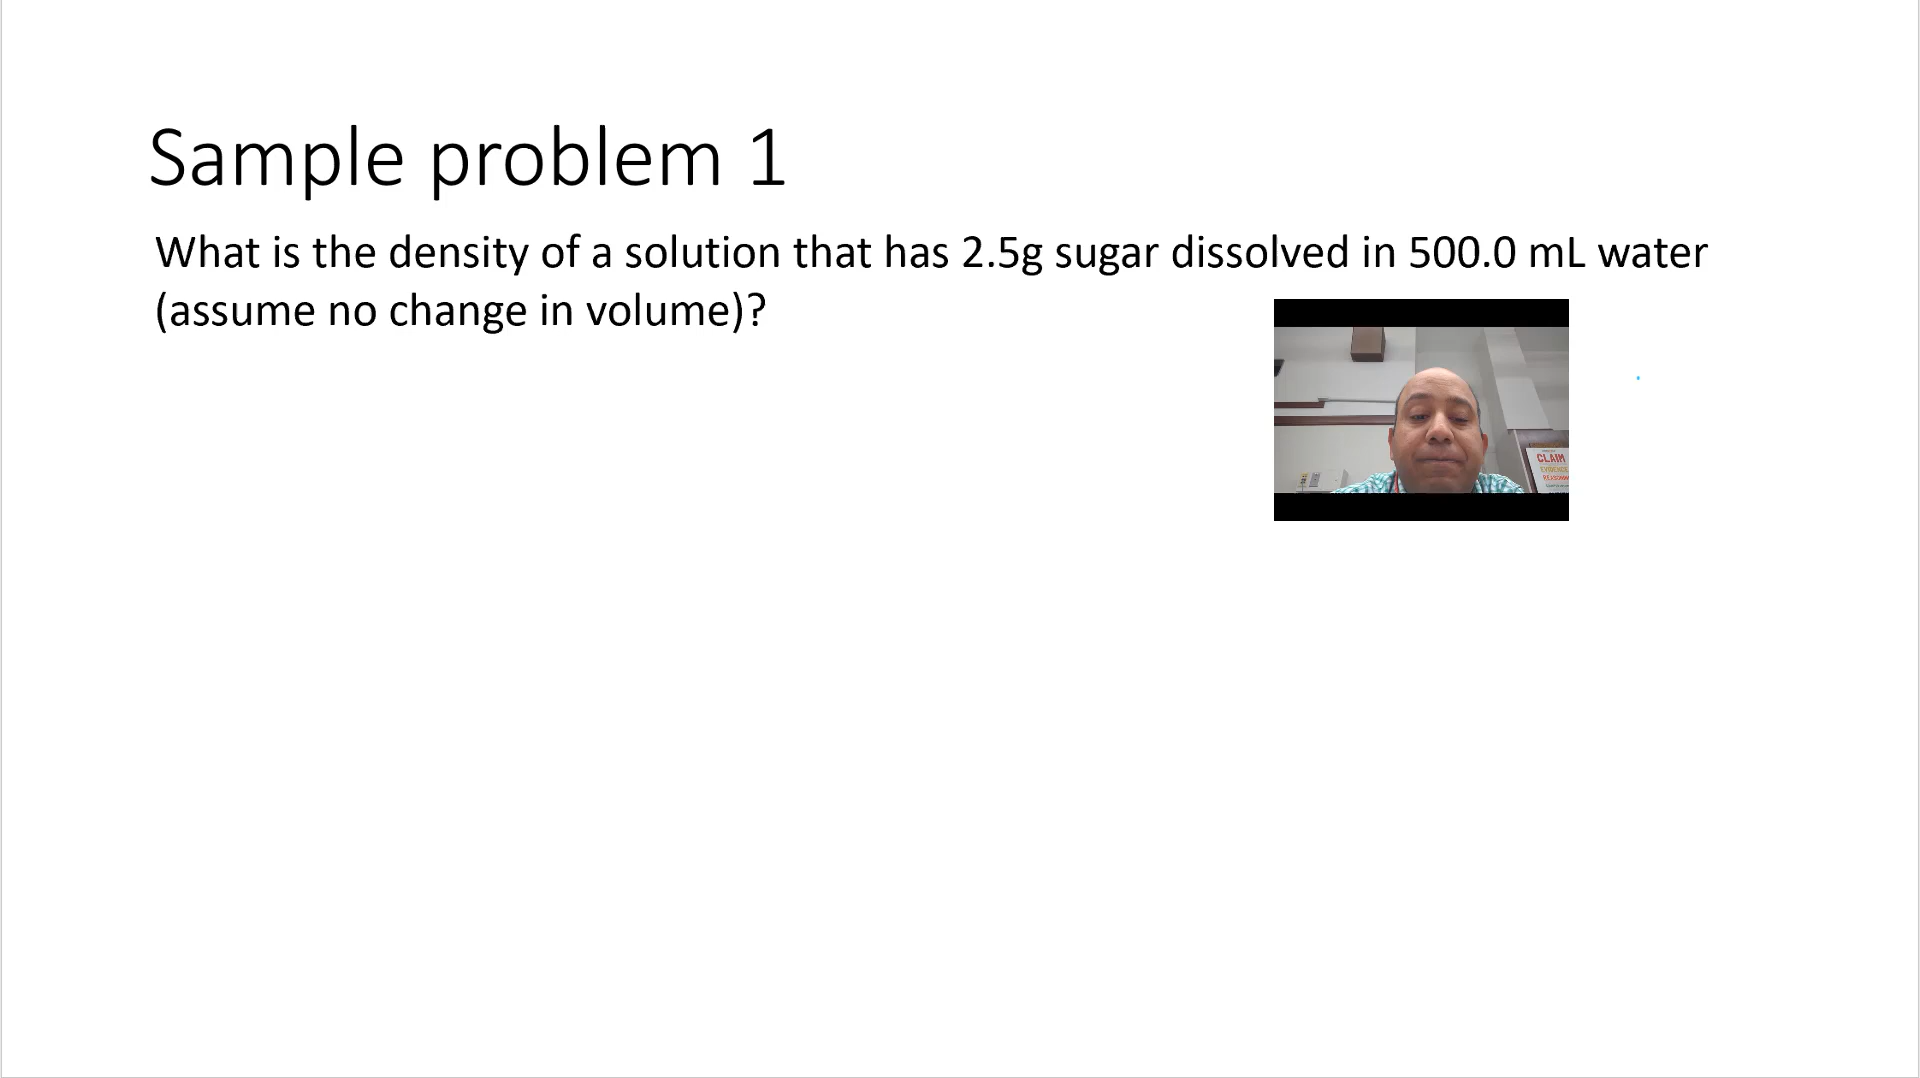 Sample problem 1
What is the density of a solution that has 2.5g sugar dissolved in 500.0 mL water
(assume no change in volume)?
CLAIM
EVIDENCE